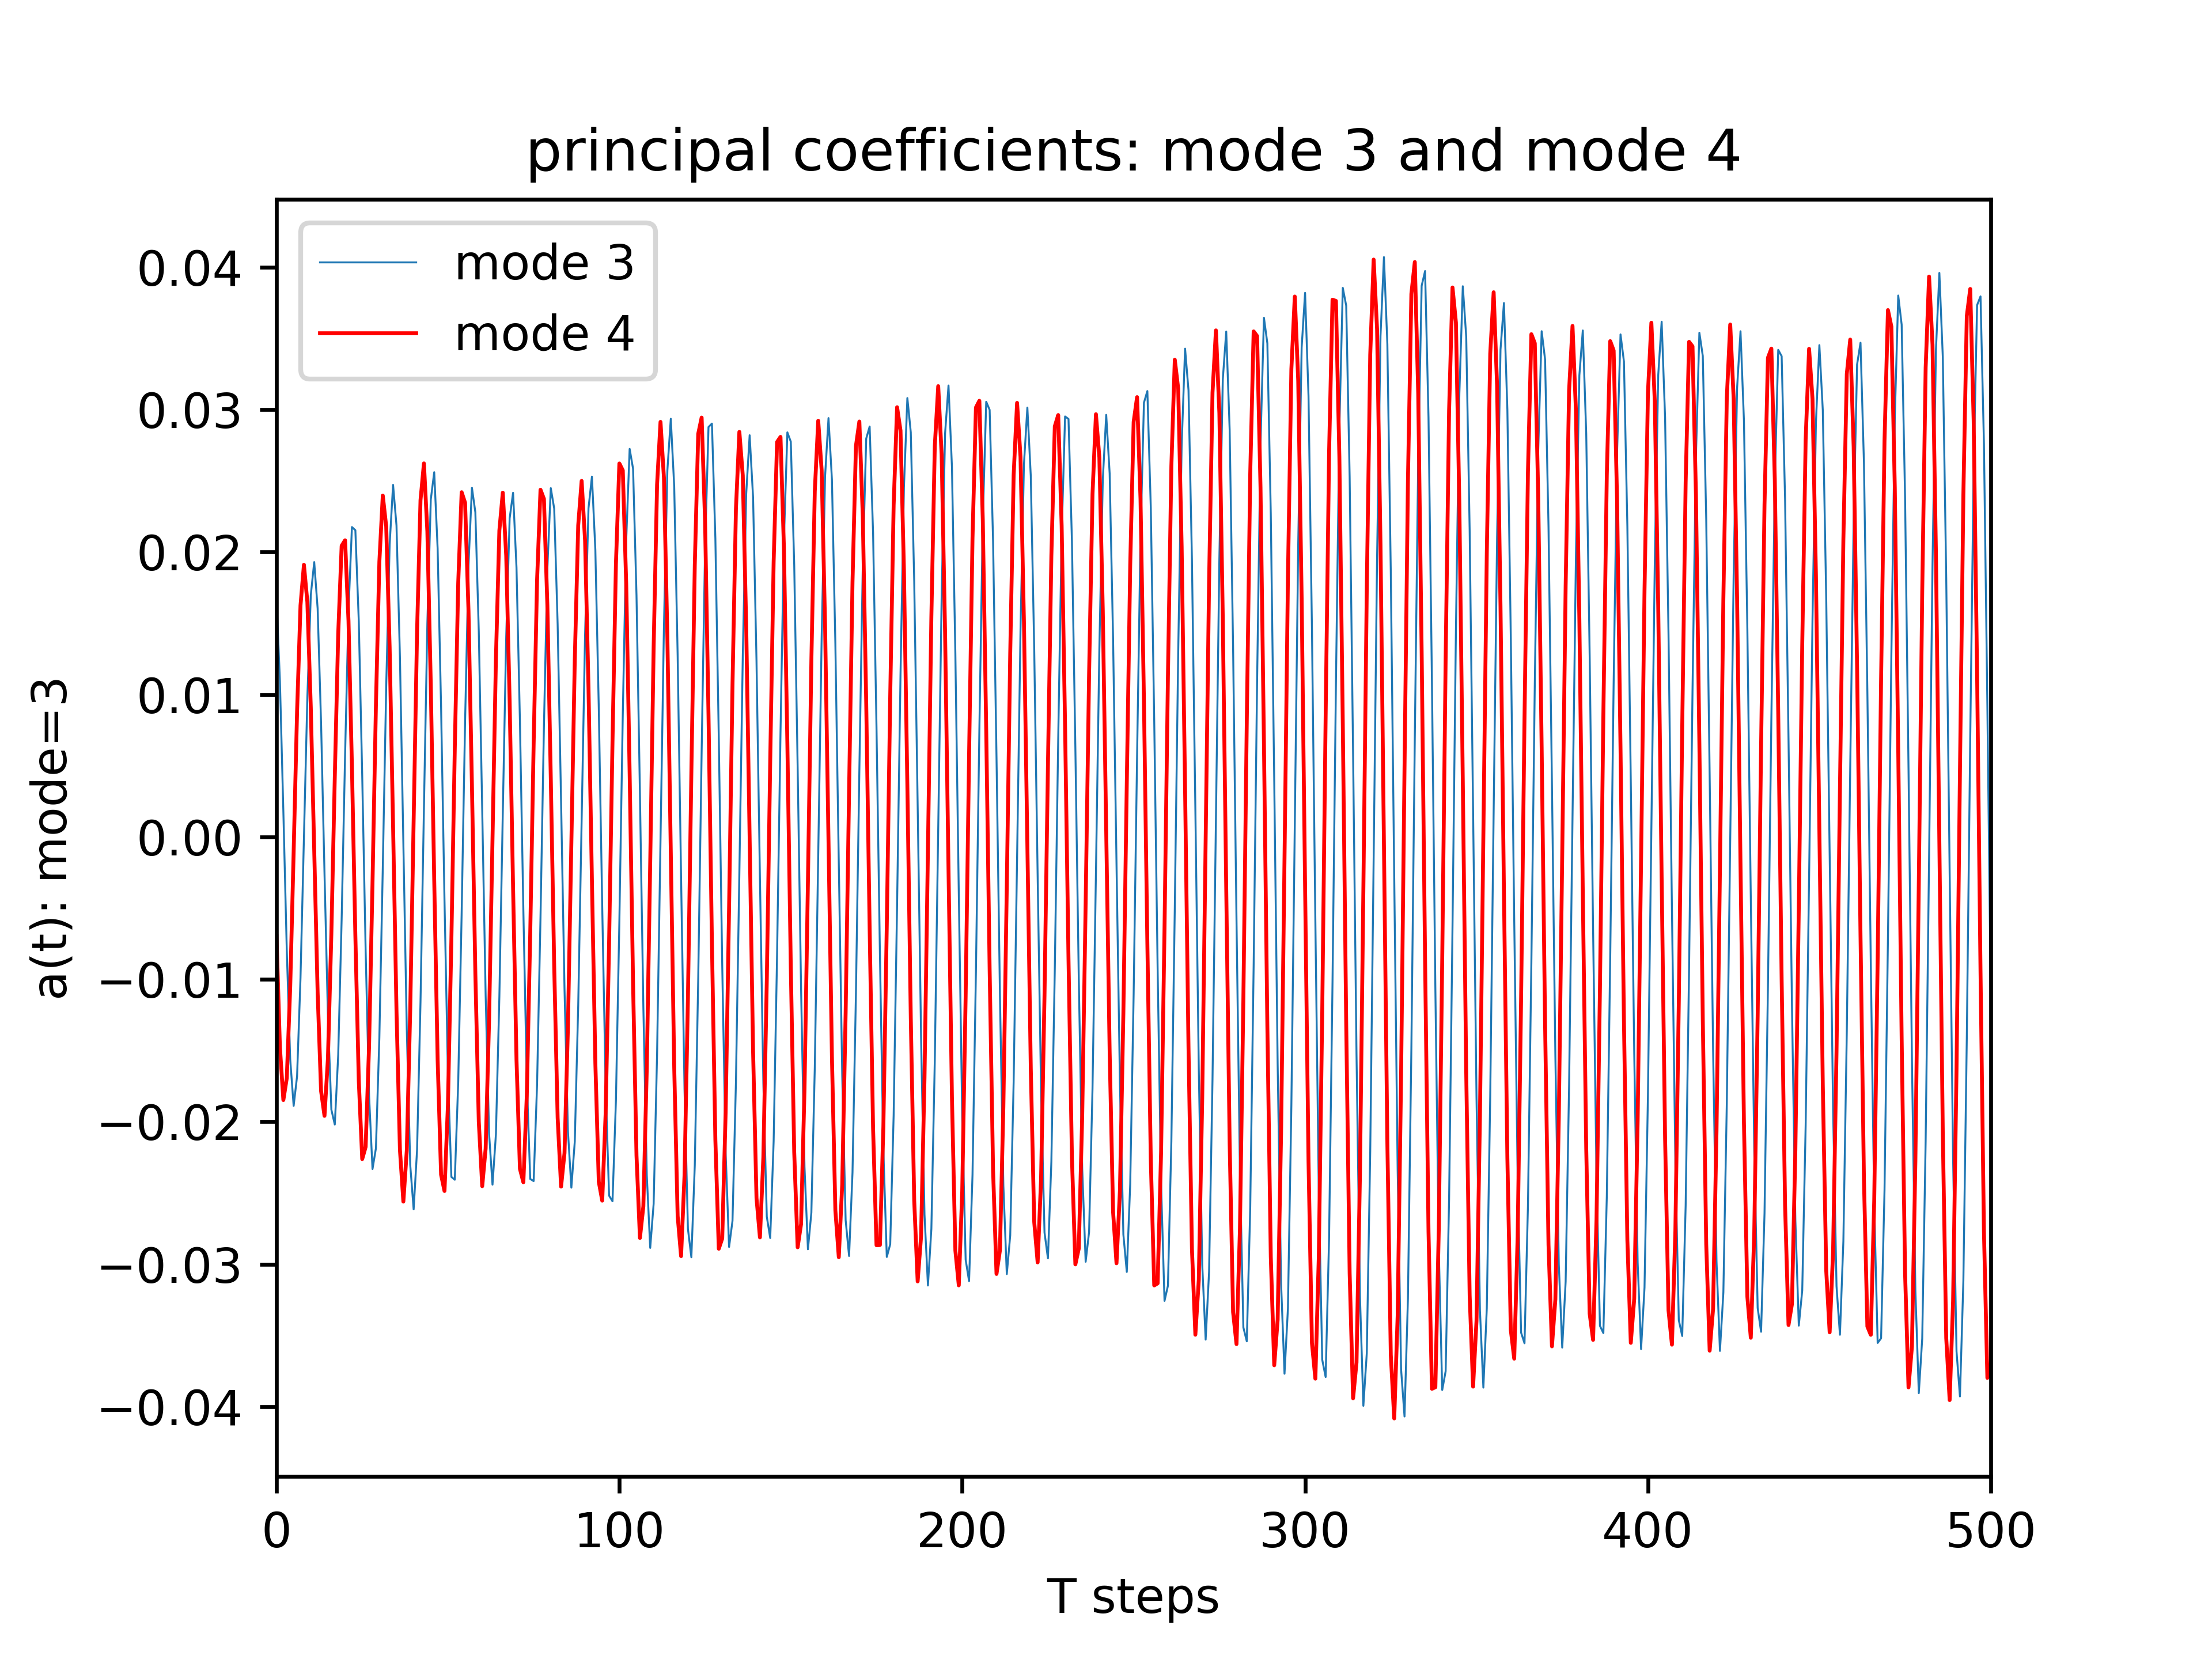 principal coefficients: mode 3 and mode 4
mode 3
mode 4
a(t): mode=3
0.04
0.03
0.02
0.01
0.00
−0.01
−0.02
−0.03
−0.04
0 100 200 300 400 500
T steps